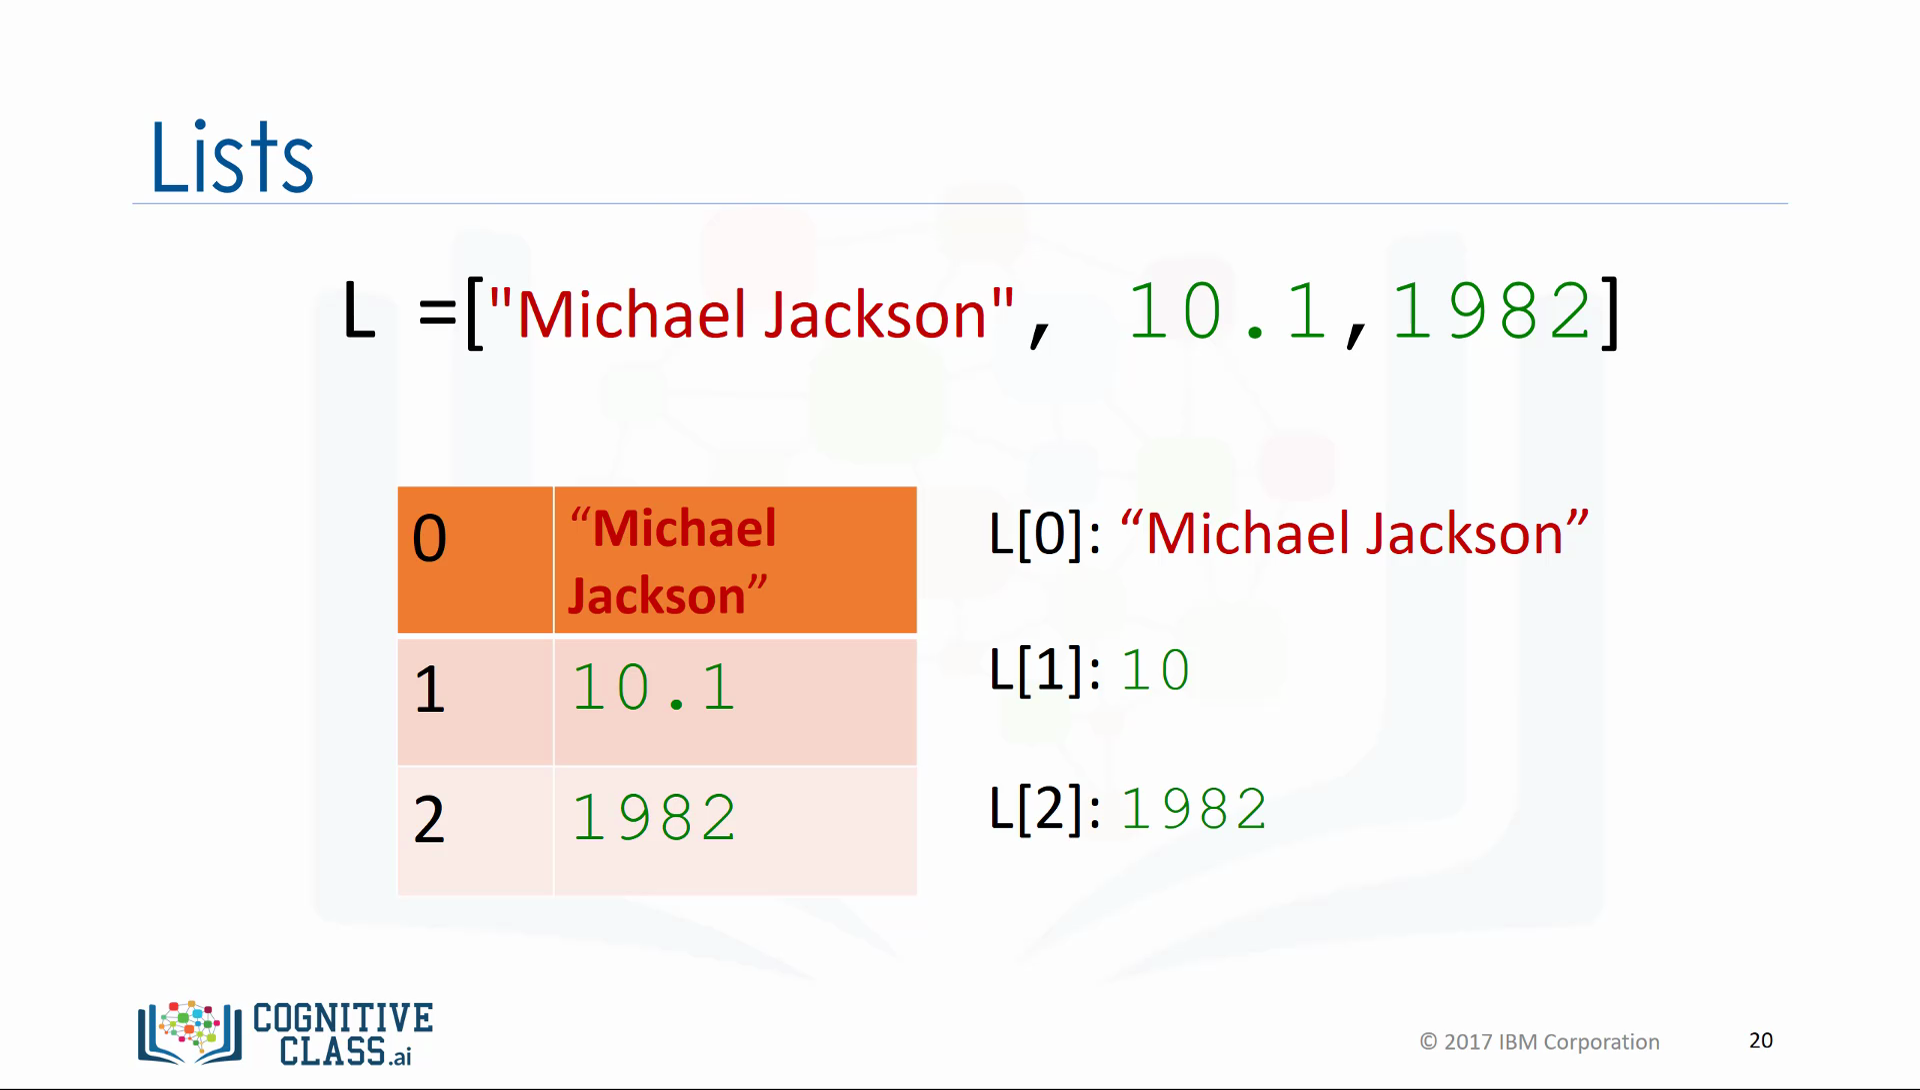 Lists
L =["Michael Jackson", 10.1,1982]
0
“Michael
Jackson”
1
10.1
2
1982
L[0]: “Michael Jackson”
L[1]: 10
L[2]: 1982
COGNITIVE
CLASS.ai
© 2017 IBM Corporation
20